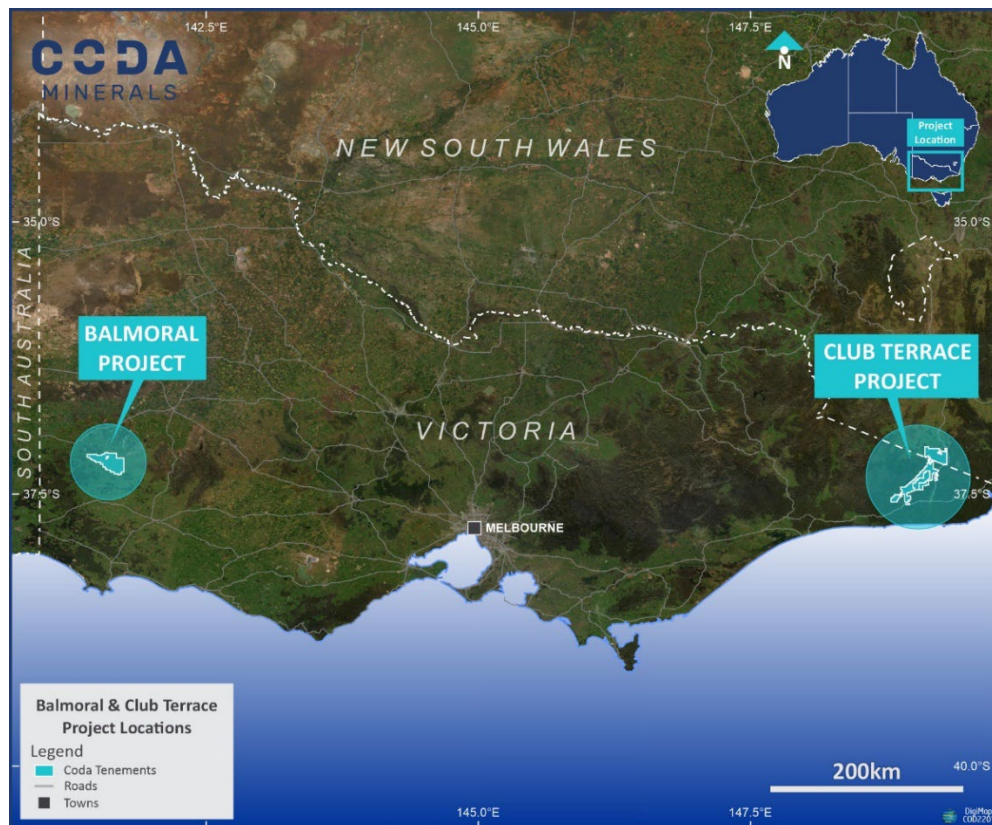 142.5°E
145.0°E
147.5°E
CODA
MINERALS
N
Project
Location
NEW SOUTH WALES
35.0°S
35.0°S
SOUTH AUSTRALIA
BALMORAL
PROJECT
CLUB TERRACE
PROJECT
VICTORIA
37.5°S
37.5°S
MELBOURNE
Balmoral & Club Terrace
Project Locations
Legend
Coda Tenements
Roads
Towns
200km
40.0°S
145.0°E
147.5°E
DigiMap
COD220